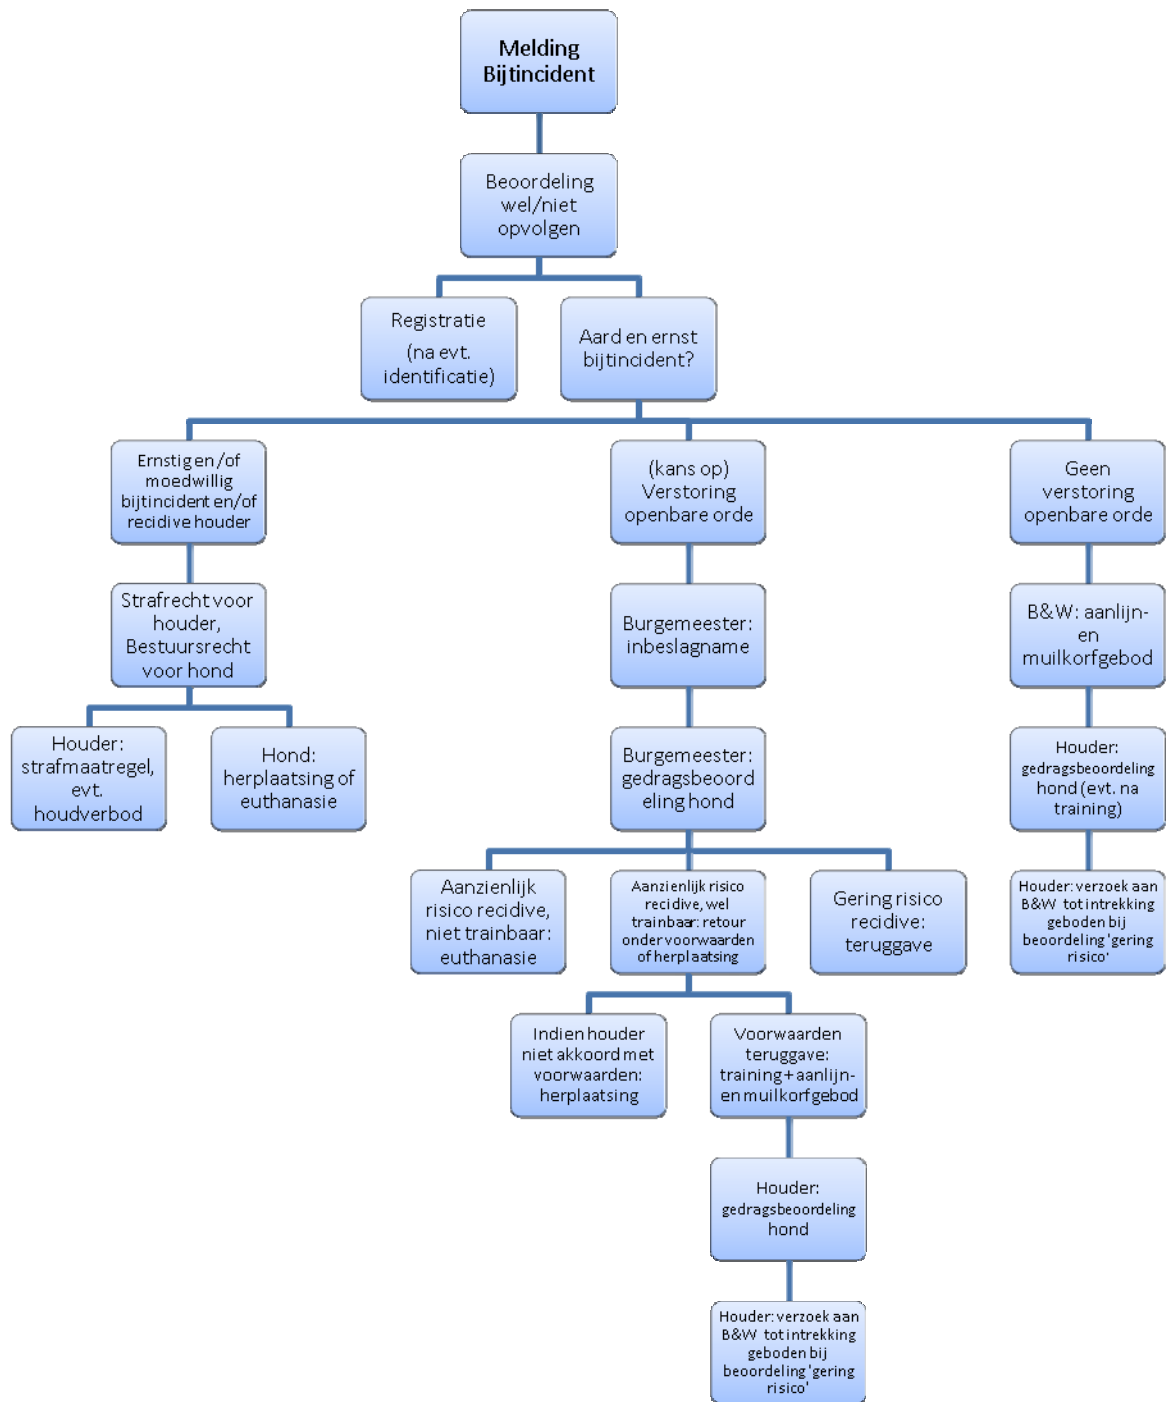 Melding
Bijtincident
Beoordeling
wel/niet
opvolgen
Registratie
(na evt.
identificatie)
Aard en ernst
bijtincident?
Ernstig en /of
moedwillig
bijtincident en/of
recidive houder
(kans op)
Verstoring
openbare orde
Geen
verstoring
openbare orde
Strafrecht voor
houder,
Bestuursrecht
voor hond
Burgemeester:
inbeslagname
B&W: aanlijn-
en
muilkorfgebod
Houder:
strafmaatregel,
evt.
houdverbod
Hond:
herplaatsing of
euthanasie
Burgemeester:
gedragsbeoord
eling hond
Houder:
gedragsbeoordeling
hond (evt. na
training)
Aanzienlijk
risico recidive,
niet trainbaar:
euthanasie
Aanzienlijk risico
recidive, wel
trainbaar: retour
onder voorwaarden
of herplaatsing
Gering risico
recidive:
teruggave
Houder: verzoek aan
B&W tot intrekking
geboden bij
beoordeling 'gering
risico'
Indien houder
niet akkoord met
voorwaarden:
herplaatsing
Voorwaarden
teruggave:
training + aanlijn-
en muilkorfgebod
Houder:
gedragsbeoordeling
hond
Houder: verzoek aan
B&W tot intrekking
geboden bij
beoordeling 'gering
risico'